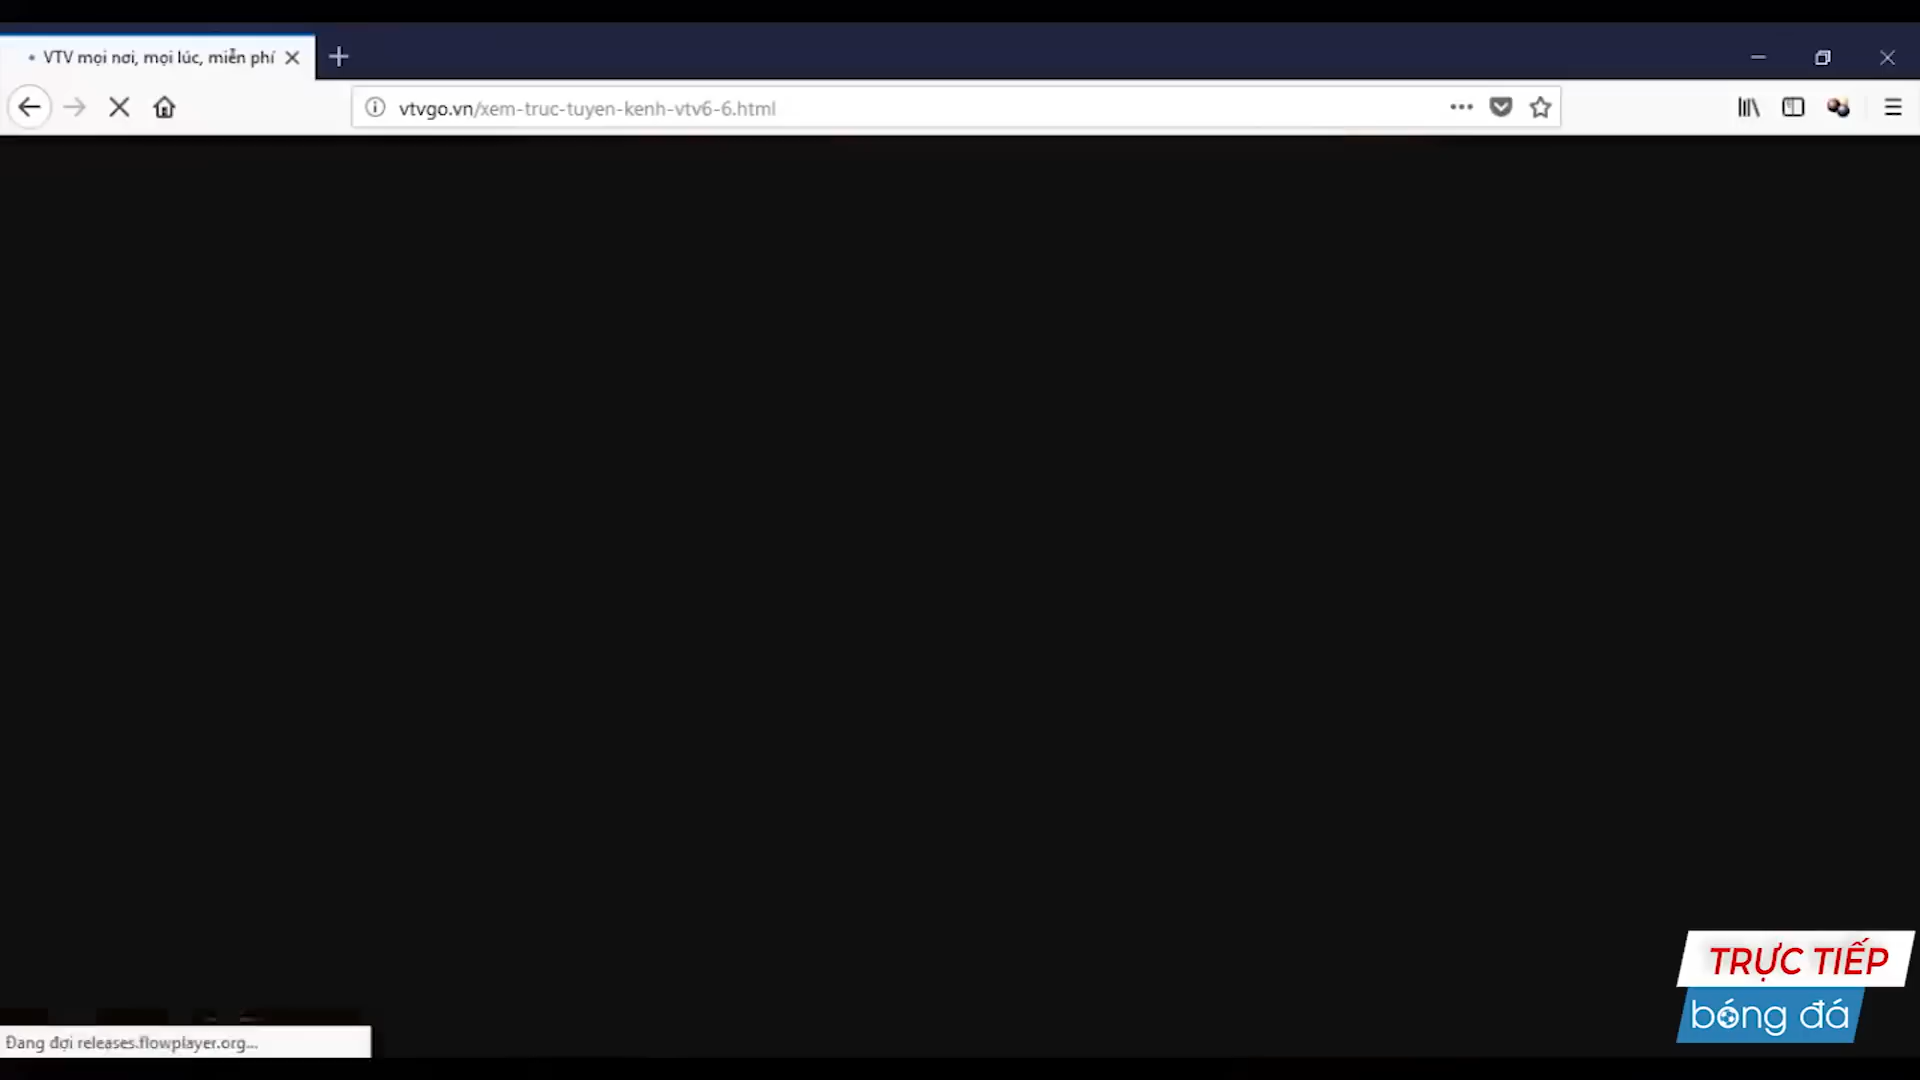 VTV mọi nơi, mọi lúc, miễn phí
vtvgo.vn/xem-truc-tuyen-kenh-vtv6-6.html
TRỰC TIẾP
bóng đá
Đang đợi releases.flowplayer.org...